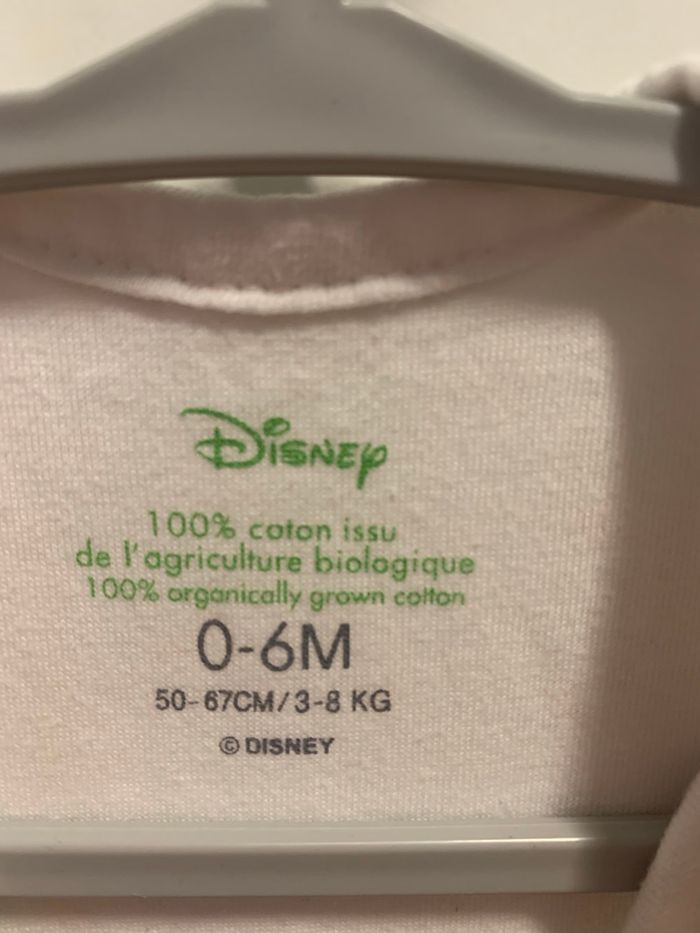 Disney
100% coton issu
de l'agriculture biologique
100% organically grown cotton
0-6M
50-67CM/3-8 KG
© DISNEY